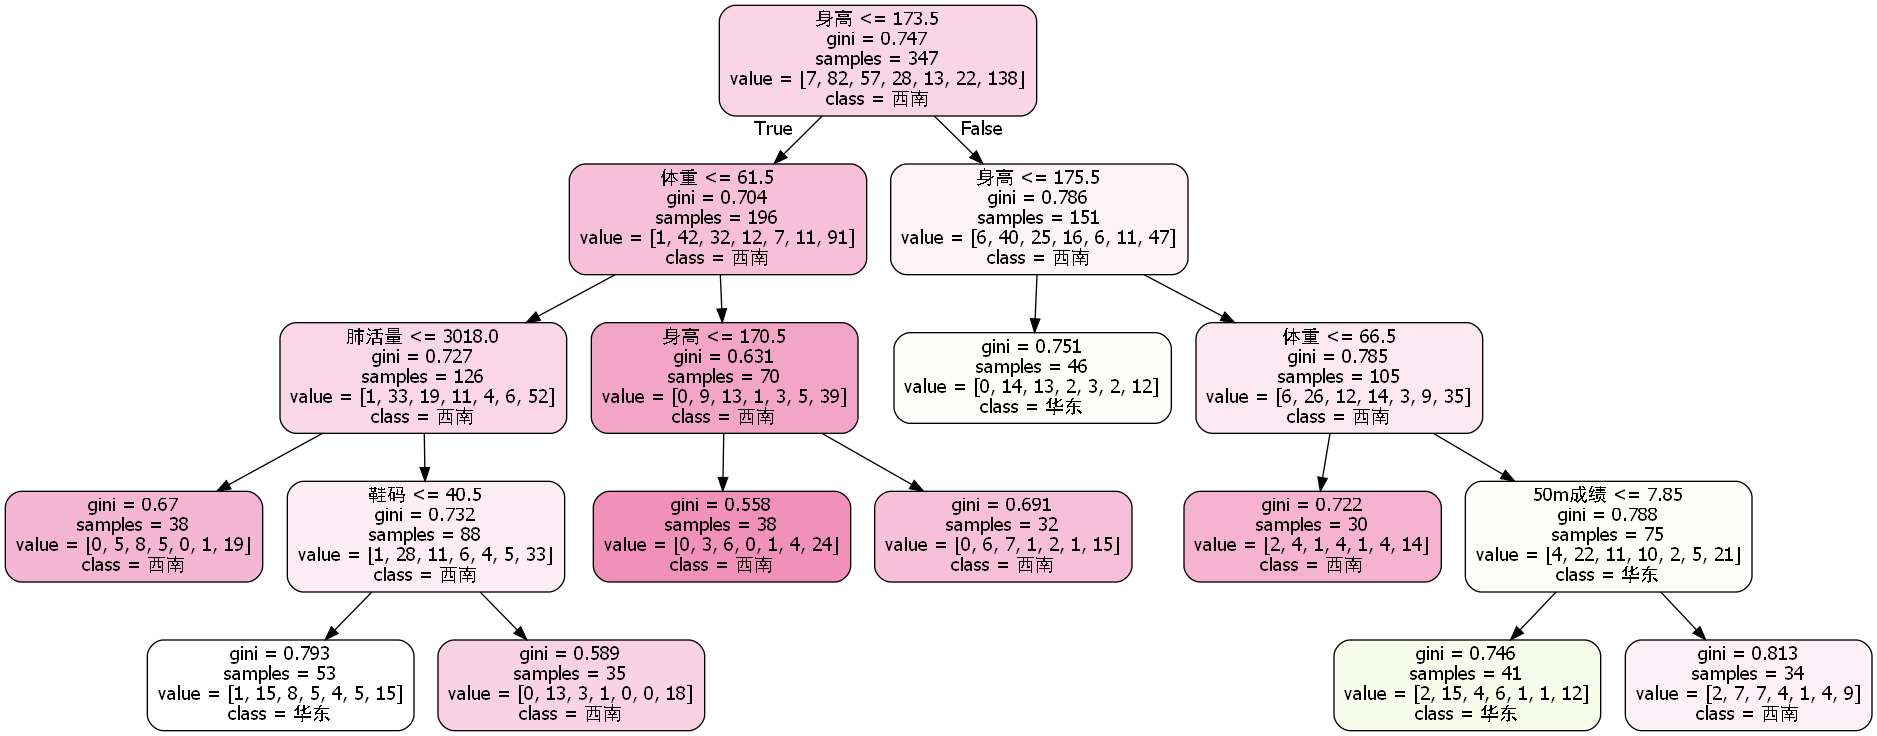 身高 <= 173.5
gini = 0.747
samples = 347
value = [7, 82, 57, 28, 13, 22, 138]
class = 西南
True
False
体重 <= 61.5
gini = 0.704
samples = 196
value = [1, 42, 32, 12, 7, 11, 91]
class = 西南
身高 <= 175.5
gini = 0.786
samples = 151
value = [6, 40, 25, 16, 6, 11, 47]
class = 西南
肺活量 <= 3018.0
gini = 0.727
samples = 126
value = [1, 33, 19, 11, 4, 6, 52]
class = 西南
身高 <= 170.5
gini = 0.631
samples = 70
value = [0, 9, 13, 1, 3, 5, 39]
class = 西南
gini = 0.751
samples = 46
value = [0, 14, 13, 2, 3, 2, 12]
class = 华东
体重 <= 66.5
gini = 0.785
samples = 105
value = [6, 26, 12, 14, 3, 9, 35]
class = 西南
gini = 0.67
samples = 38
value = [0, 5, 8, 5, 0, 1, 19]
class = 西南
鞋码 <= 40.5
gini = 0.732
samples = 88
value = [1, 28, 11, 6, 4, 5, 33]
class = 西南
gini = 0.558
samples = 38
value = [0, 3, 6, 0, 1, 4, 24]
class = 西南
gini = 0.691
samples = 32
value = [0, 6, 7, 1, 2, 1, 15]
class = 西南
gini = 0.722
samples = 30
value = [2, 4, 1, 4, 1, 4, 14]
class = 西南
50m成绩 <= 7.85
gini = 0.788
samples = 75
value = [4, 22, 11, 10, 2, 5, 21]
class = 华东
gini = 0.793
samples = 53
value = [1, 15, 8, 5, 4, 5, 15]
class = 华东
gini = 0.589
samples = 35
value = [0, 13, 3, 1, 0, 0, 18]
class = 西南
gini = 0.746
samples = 41
value = [2, 15, 4, 6, 1, 1, 12]
class = 华东
gini = 0.813
samples = 34
value = [2, 7, 7, 4, 1, 4, 9]
class = 西南